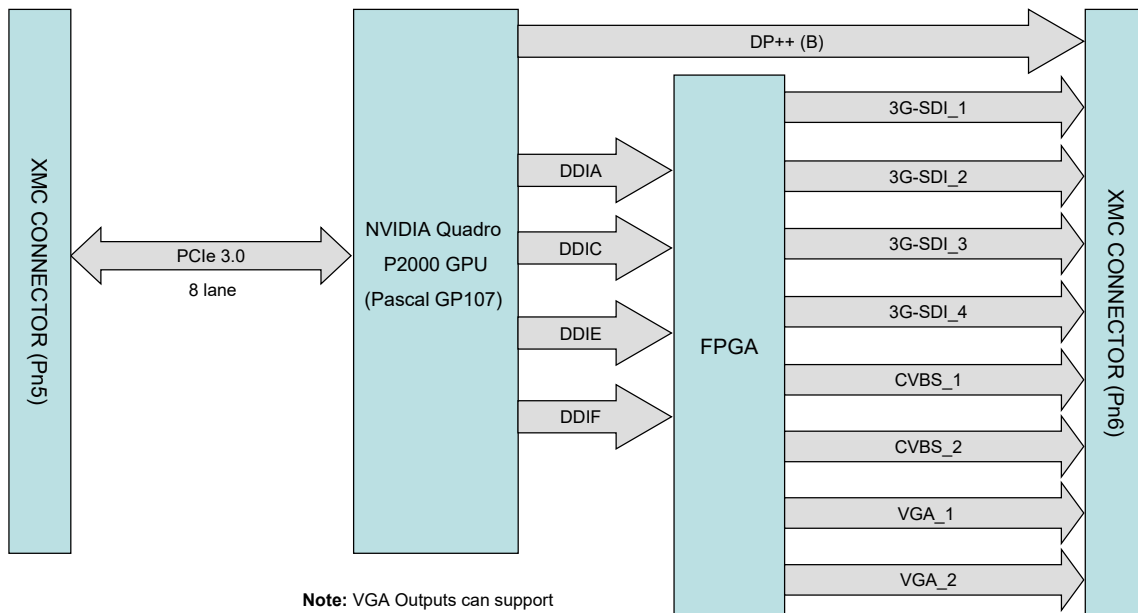 XMC CONNECTOR (Pn5)
PCIe 3.0
8 lane
NVIDIA Quadro
P2000 GPU
(Pascal GP107)
DP++ (B)
DDIA
DDIC
DDIE
DDIF
FPGA
3G-SDI_1
3G-SDI_2
3G-SDI_3
3G-SDI_4
CVBS_1
CVBS_2
VGA_1
VGA_2
XMC CONNECTOR (Pn6)
Note: VGA Outputs can support